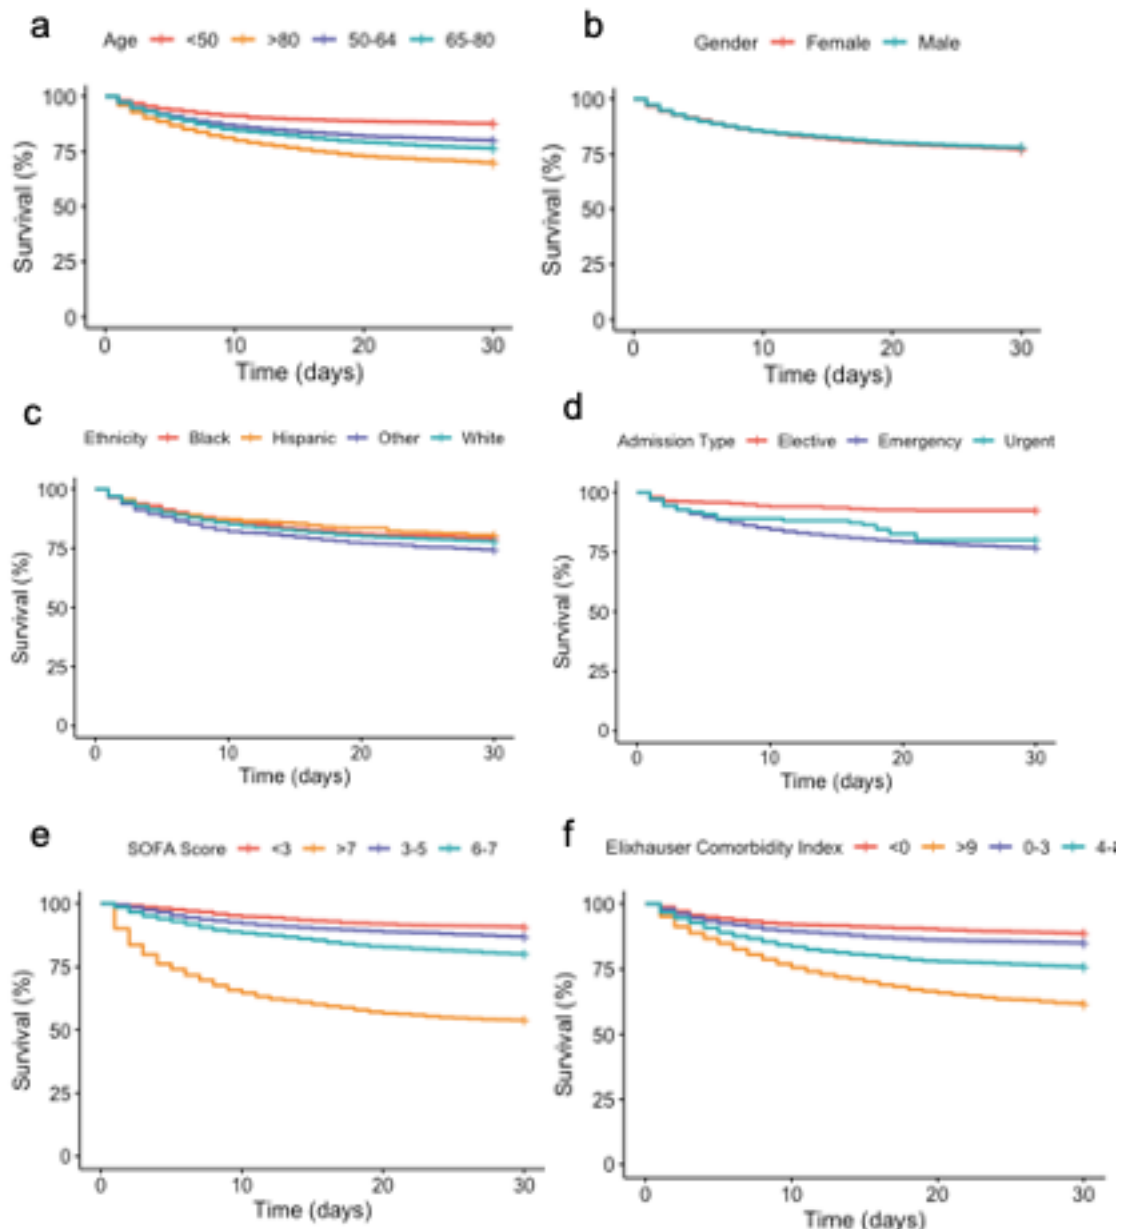 a
Age <50 >80 50-64 65-80
100
75
50
25
0
Survival (%)
0 10 20 30
Time (days)
b
Gender Female Male
100
75
50
25
0
Survival (%)
0 10 20 30
Time (days)
c
Ethnicity Black Hispanic Other White
100
75
50
25
0
Survival (%)
0 10 20 30
Time (days)
d
Admission Type Elective Emergency Urgent
100
75
50
25
0
Survival (%)
0 10 20 30
Time (days)
e
SOFA Score <3 >7 3-5 6-7
100
75
50
25
0
Survival (%)
0 10 20 30
Time (days)
f
Elixhauser Comorbidity Index <0 >9 0-3 4-
100
75
50
25
0
Survival (%)
0 10 20 30
Time (days)